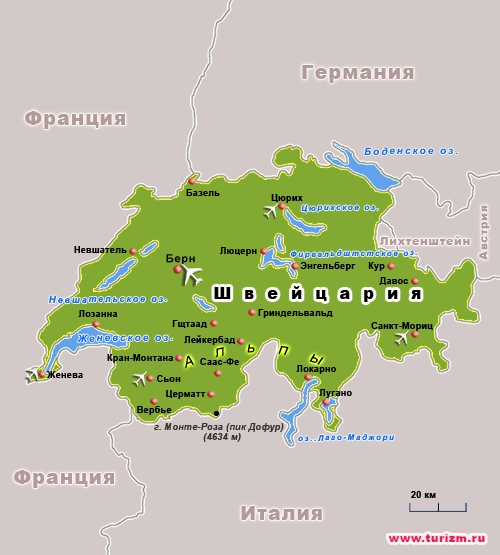 Германия
Франция
Боденское оз.
Базель
Цюрих
Цюрихское оз.
Австрия
Лихтенштейн
Невшатель
Люцерн
Фирвальдштстское оз.
Берн
Энгельберг
Кур
Давос
Швейцария
Невшательское оз.
Гриндельвальд
Лозанна
Гштаад
Санкт-Мориц
Женевское оз.
Лейкербад
АЛЬПЫ
Кран-Монтана
Саас-Фе
Локарно
Женева
Сьон
Церматт
Лугано
Вербье
г. Монте-Роза (пик Дофур)
(4634 м)
оз. Лаго-Маджори
Франция
Италия
20 км
www.turizm.ru